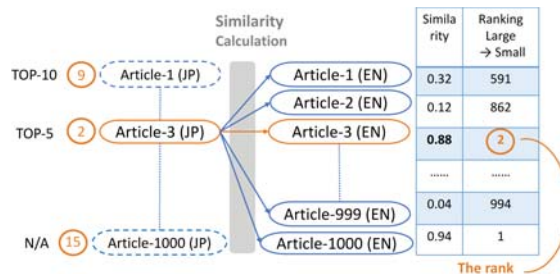 Similarity
Calculation
Simila
rity
Ranking
Large
→ Small
TOP-10
9
Article-1 (JP)
Article-1 (EN)
0.32
591
Article-2 (EN)
0.12
862
TOP-5
2
Article-3 (JP)
Article-3 (EN)
0.88
2
......
......
Article-999 (EN)
0.04
994
N/A
15
Article-1000 (JP)
Article-1000 (EN)
0.94
1
The rank